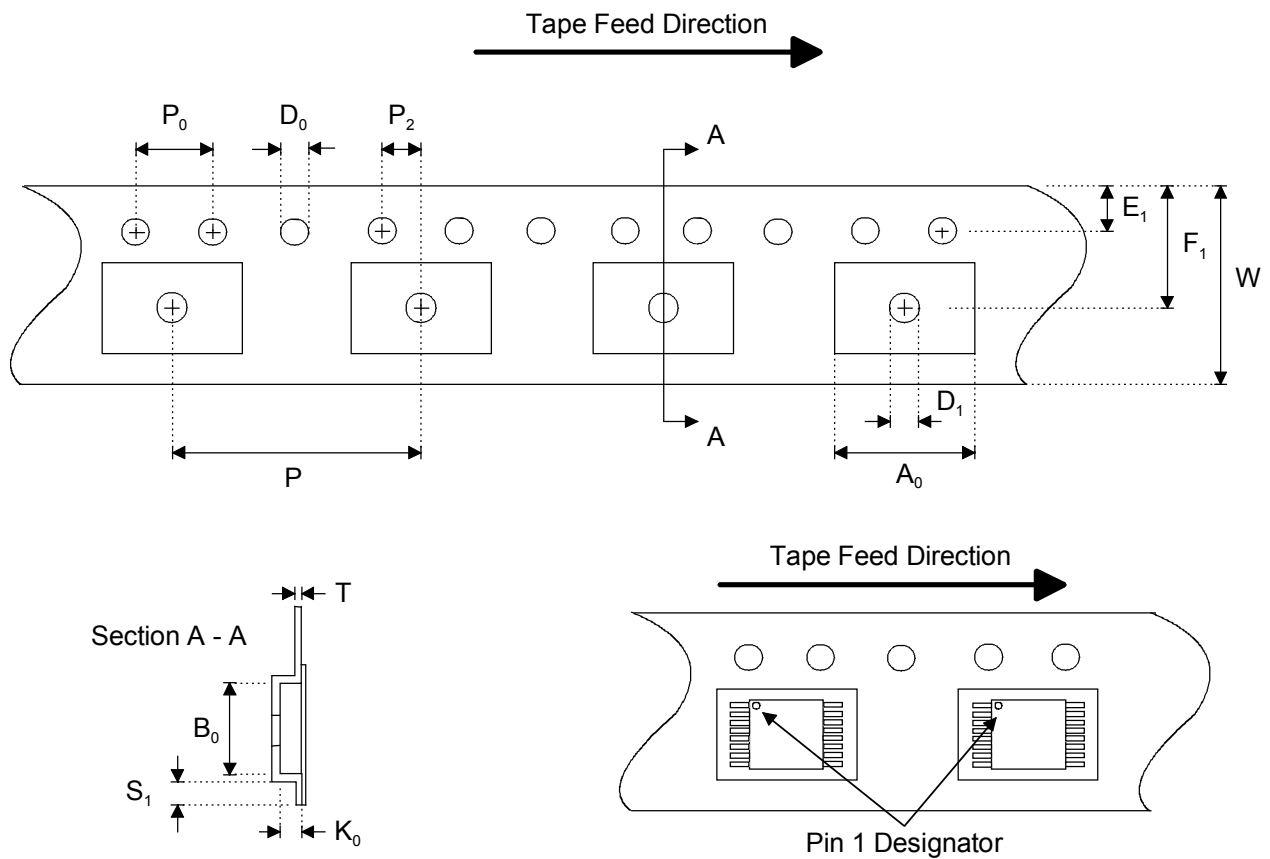 Tape Feed Direction
P₀
D₀
P₂
A
E₁
F₁
W
D₁
A
P
A₀
Tape Feed Direction
T
Section A - A
B₀
S₁
K₀
Pin 1 Designator